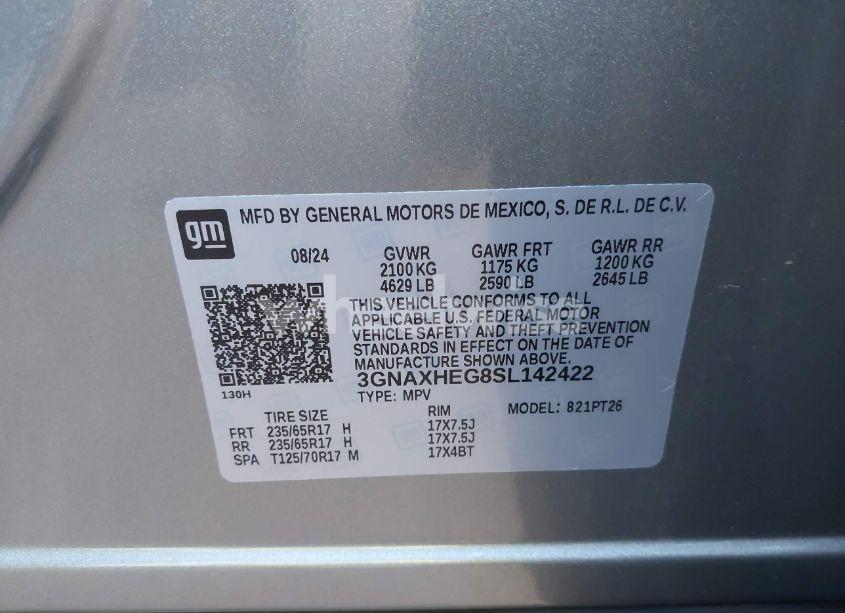 gm
MFD BY GENERAL MOTORS DE MEXICO, S. DE R.L. DE C.V.
08/24 GVWR GAWR FRT GAWR RR
2100 KG 1175 KG 1200 KG
4629 LB 2590 LB 2645 LB
THIS VEHICLE CONFORMS TO ALL
APPLICABLE U.S. FEDERAL MOTOR
VEHICLE SAFETY AND THEFT PREVENTION
STANDARDS IN EFFECT ON THE DATE OF
MANUFACTURE SHOWN ABOVE.
3GNAXHEG8SL142422
130H
TYPE: MPV MODEL: 821PT26
TIRE SIZE RIM
FRT 235/65R17 H 17X7.5J
RR 235/65R17 H 17X7.5J
SPA T125/70R17 M 17X4BT